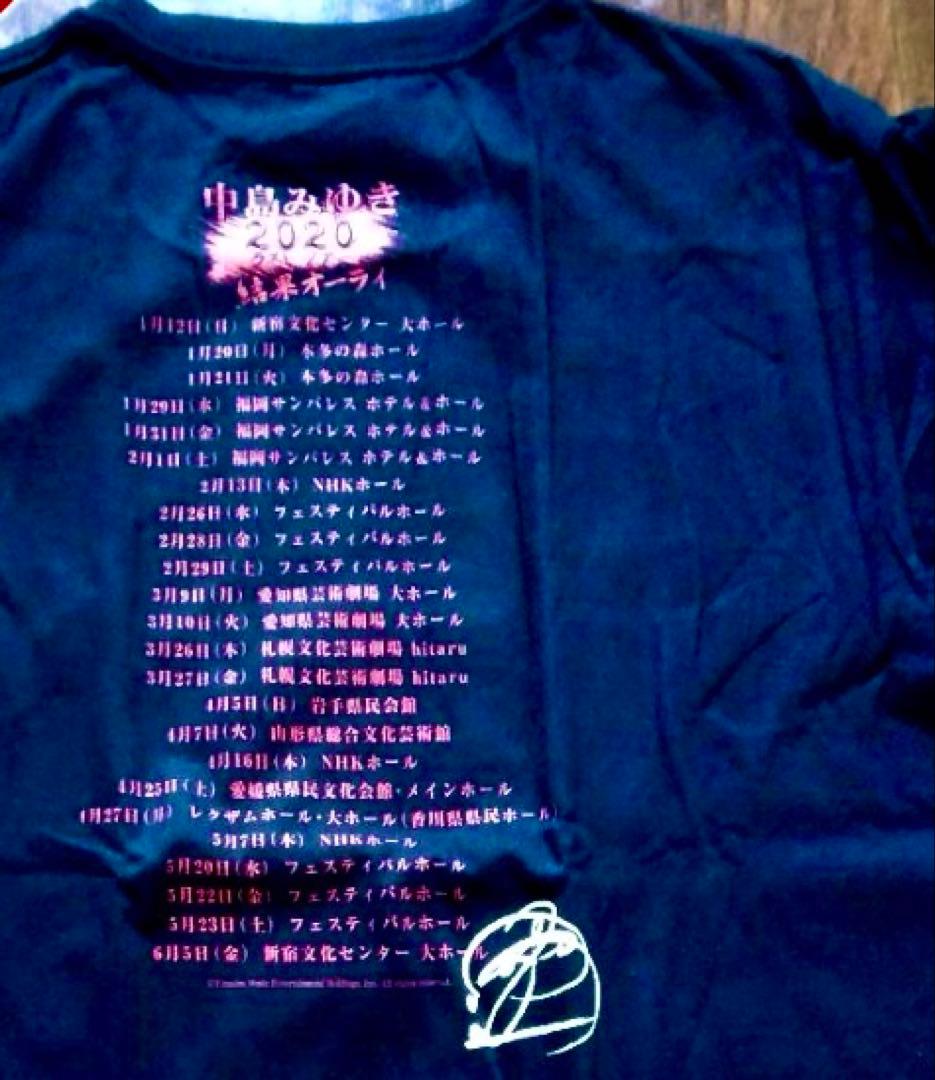 中島みゆき
2020
ラスト・ツアー
結果オーライ
1月12日(日) 新宿文化センター 大ホール
1月20日(月) 本多の森ホール
1月21日(火) 本多の森ホール
1月29日(水) 福岡サンパレス ホテル&ホール
1月31日(金) 福岡サンパレス ホテル&ホール
2月1日(土) 福岡サンパレス ホテル&ホール
2月13日(木) NHKホール
2月26日(水) フェスティバルホール
2月28日(金) フェスティバルホール
2月29日(土) フェスティバルホール
3月9日(月) 愛知県芸術劇場 大ホール
3月10日(火) 愛知県芸術劇場 大ホール
3月26日(木) 札幌文化芸術劇場 hitaru
3月27日(金) 札幌文化芸術劇場 hitaru
4月5日(日) 岩手県民会館
4月7日(火) 山形県総合文化芸術館
4月16日(木) NHKホール
4月25日(土) 愛媛県県民文化会館・メインホール
4月27日(月) レクザムホール・大ホール(香川県県民ホール)
5月7日(木) NHKホール
5月20日(水) フェスティバルホール
5月22日(金) フェスティバルホール
5月23日(土) フェスティバルホール
6月5日(金) 新宿文化センター 大ホール
©Yamaha Music Entertainment Holdings, Inc. All rights reserved.